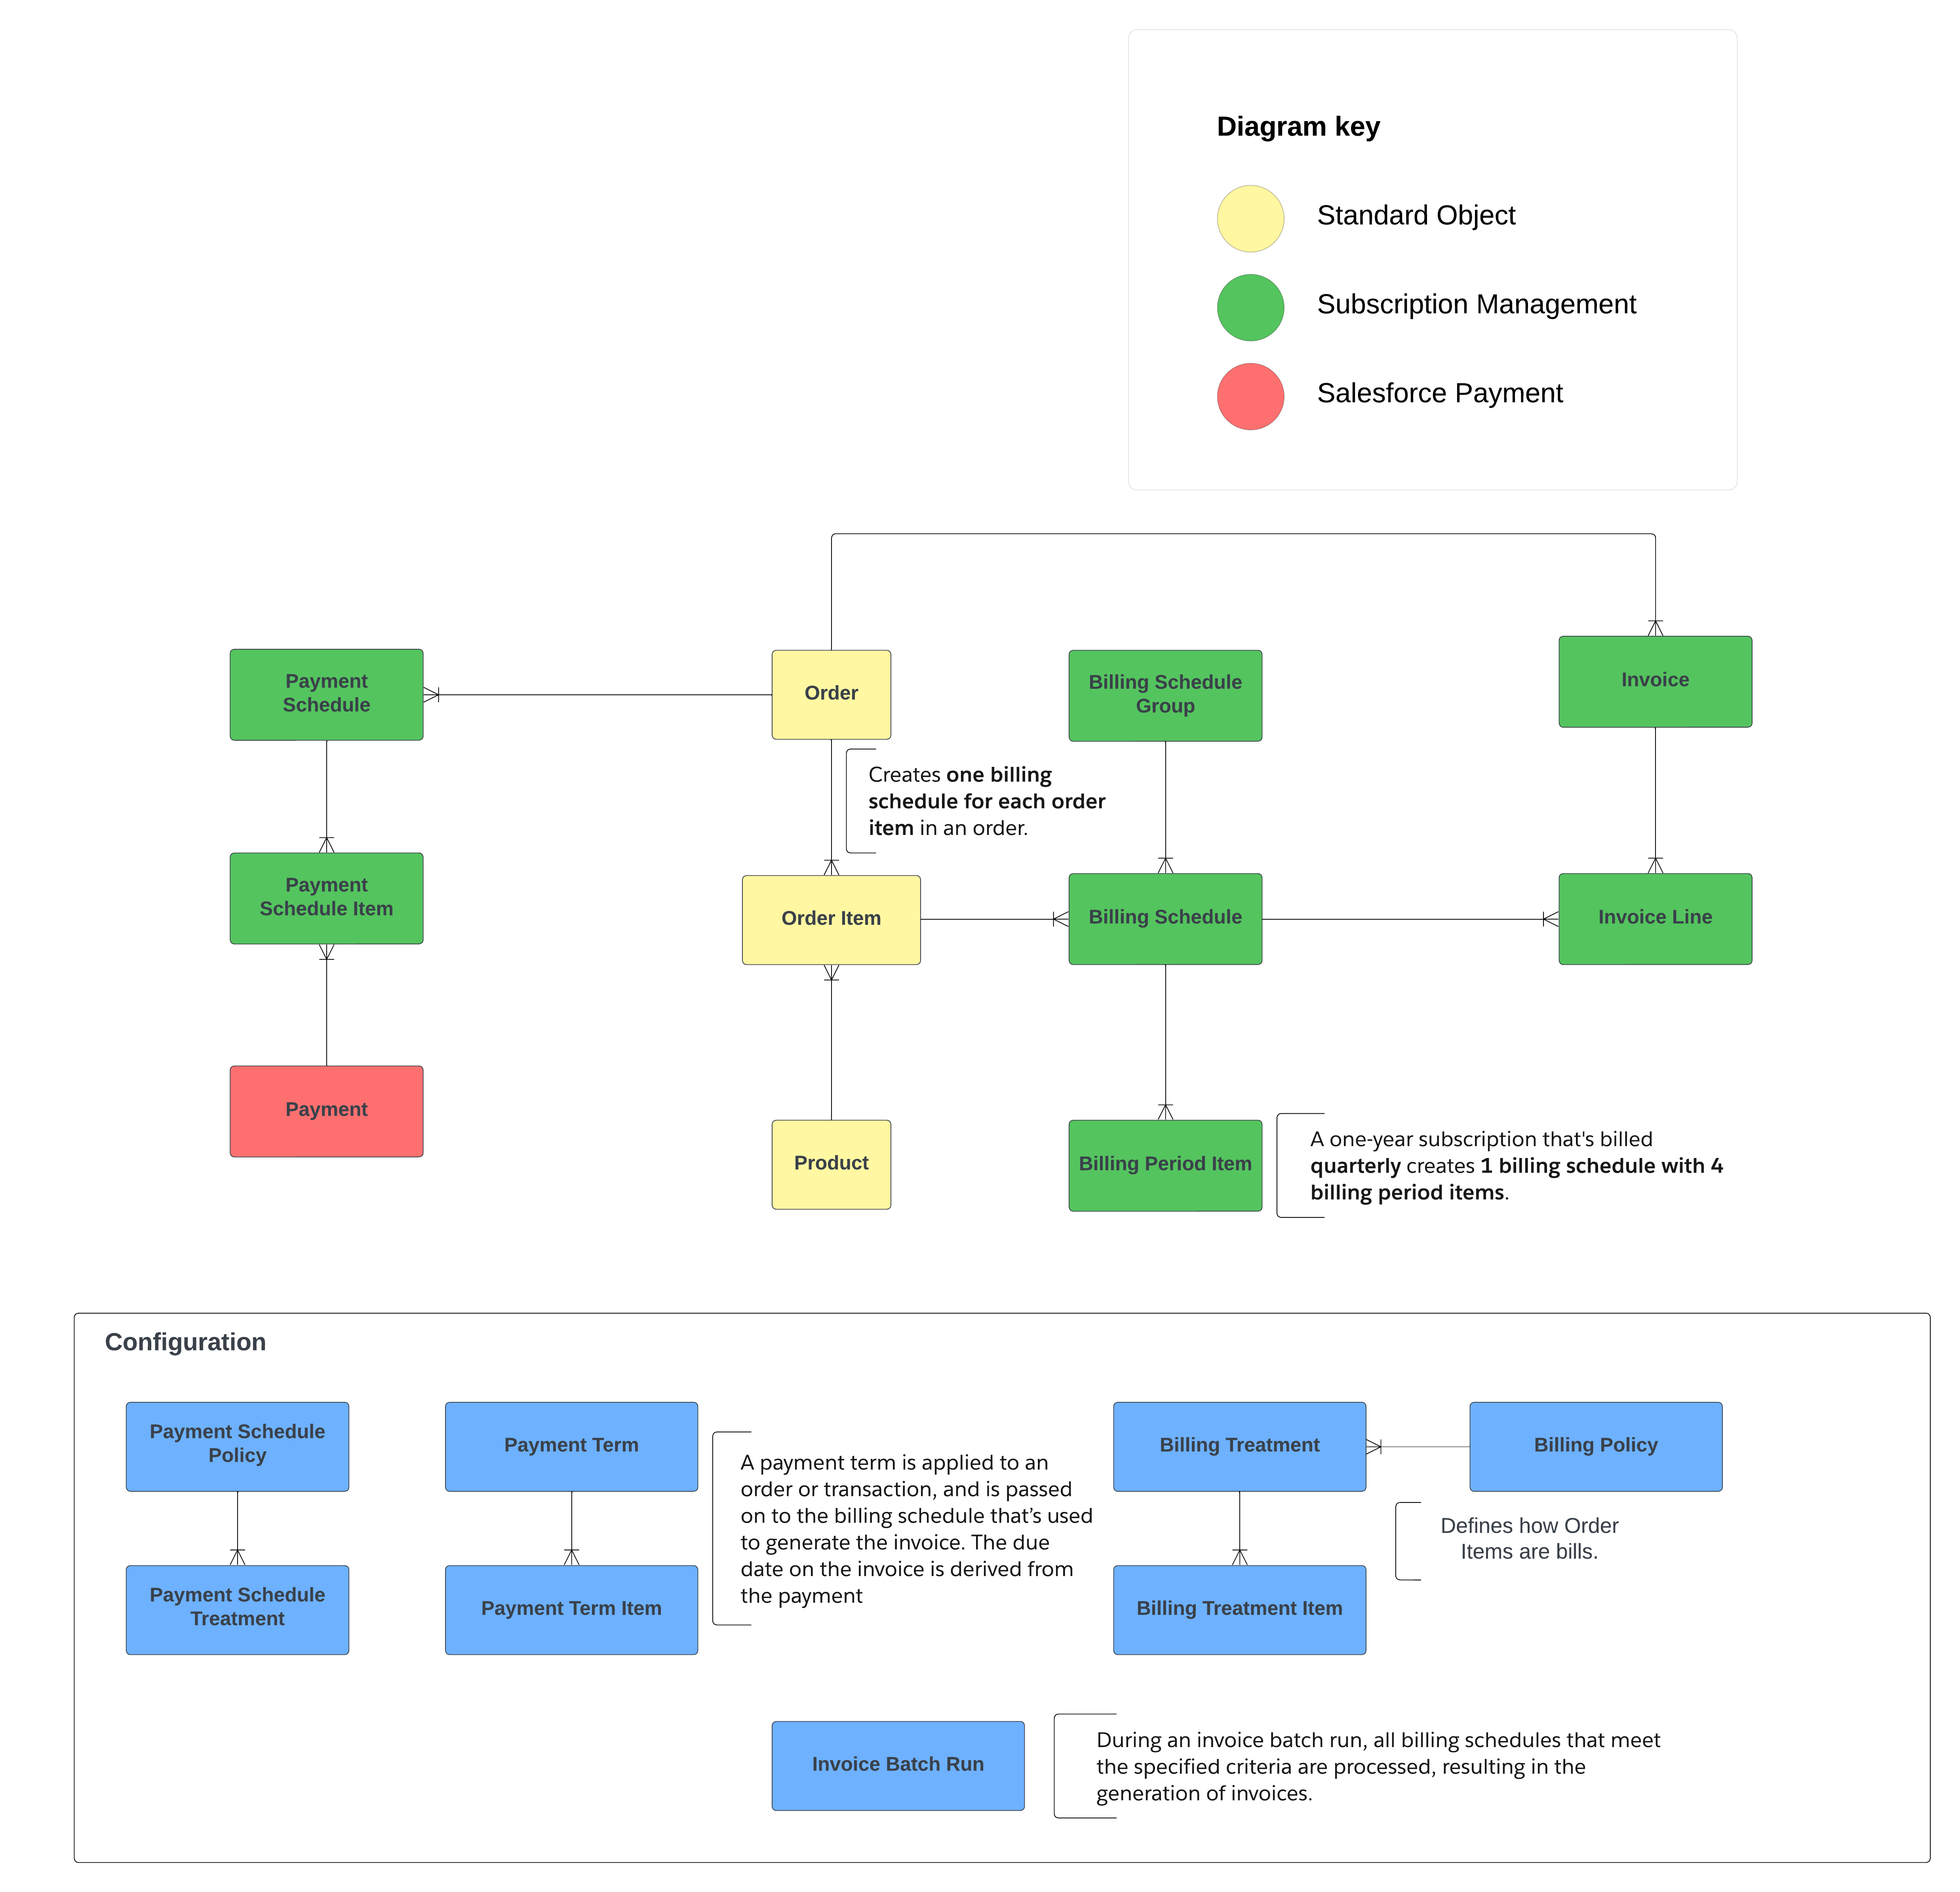 Diagram key
Standard Object
Subscription Management
Salesforce Payment
Payment
Schedule
Order
Billing Schedule
Group
Invoice
Creates one billing
schedule for each order
item in an order.
Payment
Schedule Item
Order Item
Billing Schedule
Invoice Line
Payment
Product
Billing Period Item
A one-year subscription that's billed
quarterly creates 1 billing schedule with 4
billing period items.
Configuration
Payment Schedule
Policy
Payment Term
Billing Treatment
Billing Policy
A payment term is applied to an
order or transaction, and is passed
on to the billing schedule that’s used
to generate the invoice. The due
date on the invoice is derived from
the payment
Defines how Order
Items are bills.
Payment Schedule
Treatment
Payment Term Item
Billing Treatment Item
Invoice Batch Run
During an invoice batch run, all billing schedules that meet
the specified criteria are processed, resulting in the
generation of invoices.